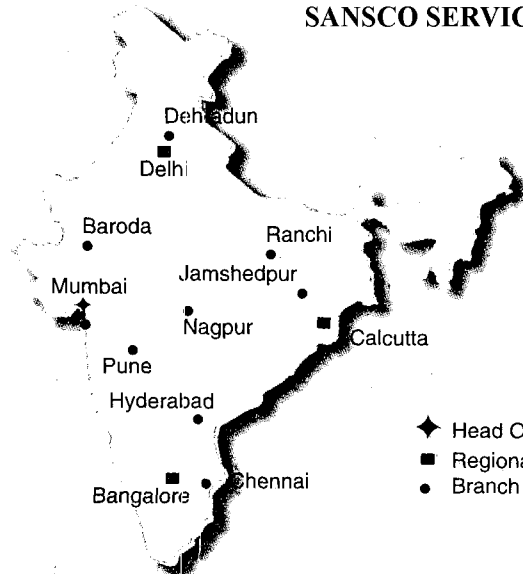 SANSCO SERVIC
Dehradun
Delhi
Baroda
Ranchi
Jamshedpur
Mumbai
Nagpur
Calcutta
Pune
Hyderabad
Head O
Regiona
Bangalore
Chennai
Branch